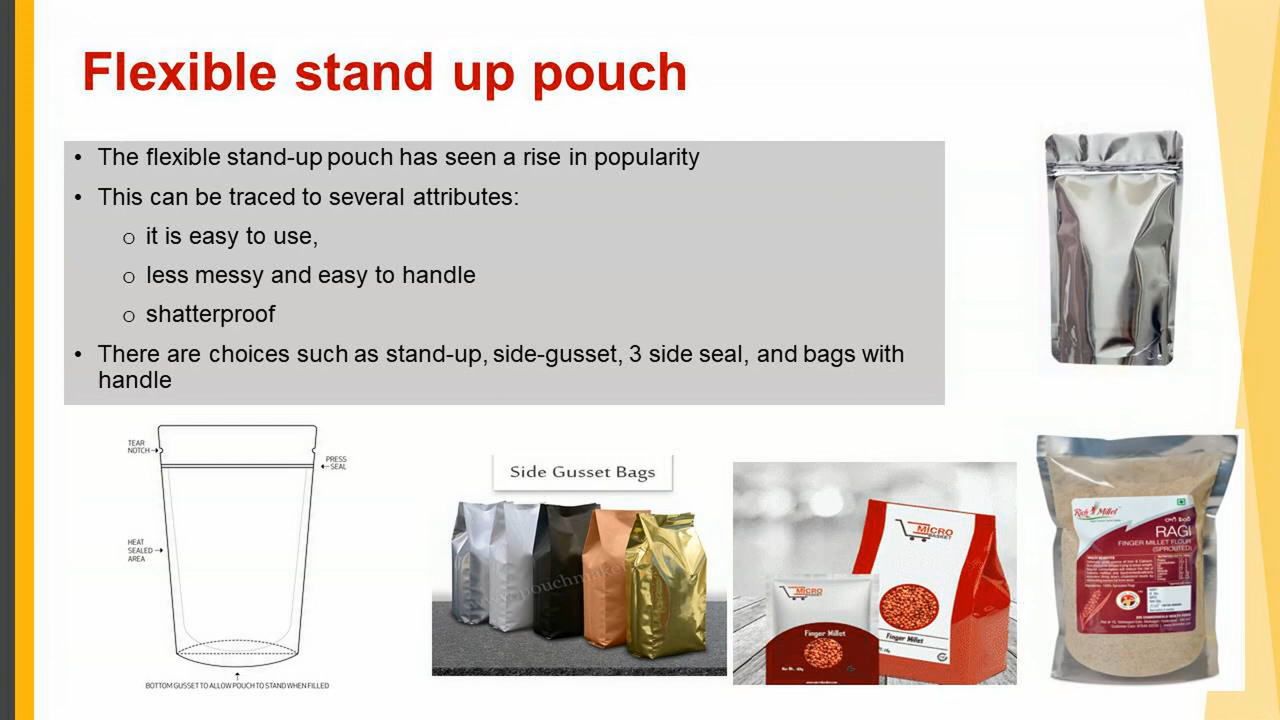 Flexible stand up pouch
• The flexible stand-up pouch has seen a rise in popularity
• This can be traced to several attributes:
o it is easy to use,
o less messy and easy to handle
o shatterproof
• There are choices such as stand-up, side-gusset, 3 side seal, and bags with
handle
TEAR
NOTCH
PRESS
SEAL
HEAT
SEALED
AREA
BOTTOM GUSSET TO ALLOW POUCH TO STAND WHEN FILLED
Side Gusset Bags
pouchmake
MICRO
BASKET
Finger Millet
MICRO
Finger Millet
Rich Millet
RAGI
FINGER MILLET FLOUR
(SPROUTED)